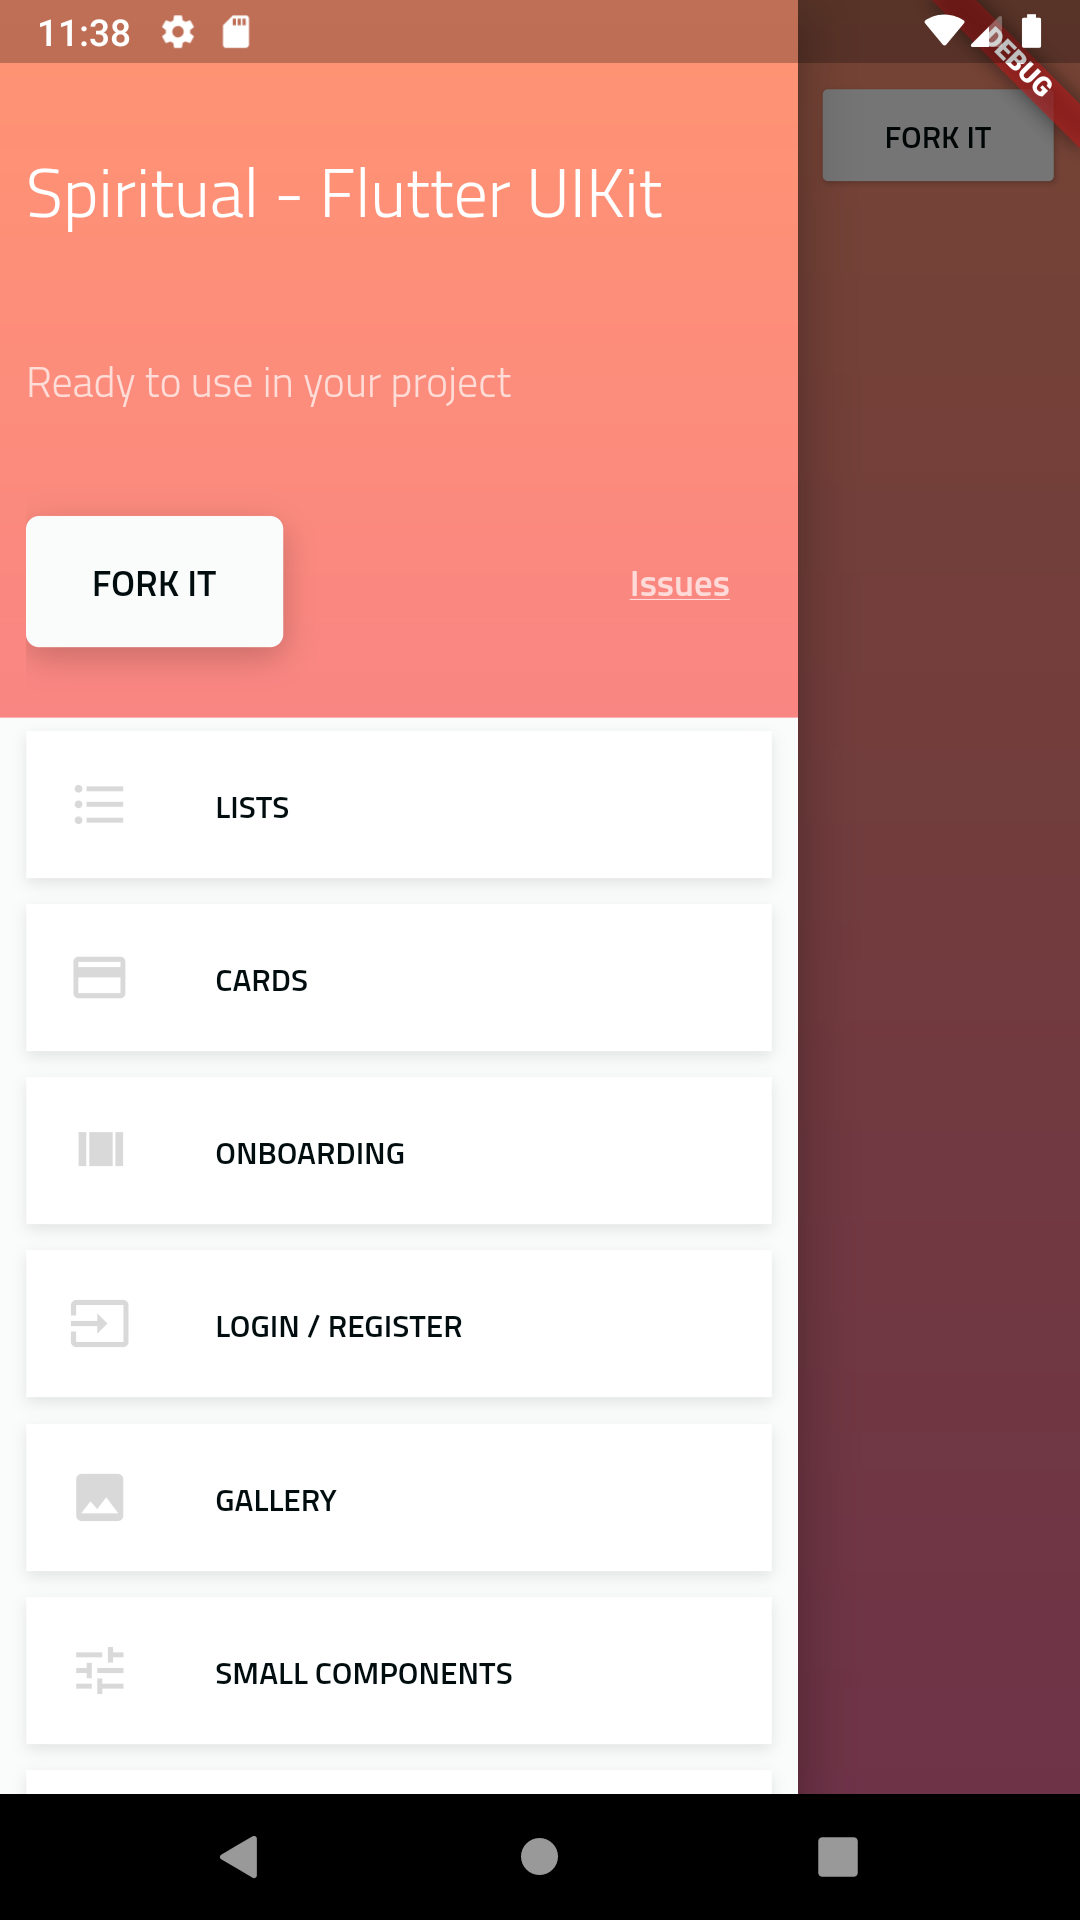 11:38
DEBUG
FORK IT
Spiritual - Flutter UIKit
Ready to use in your project
FORK IT
Issues
LISTS
CARDS
ONBOARDING
LOGIN / REGISTER
GALLERY
SMALL COMPONENTS